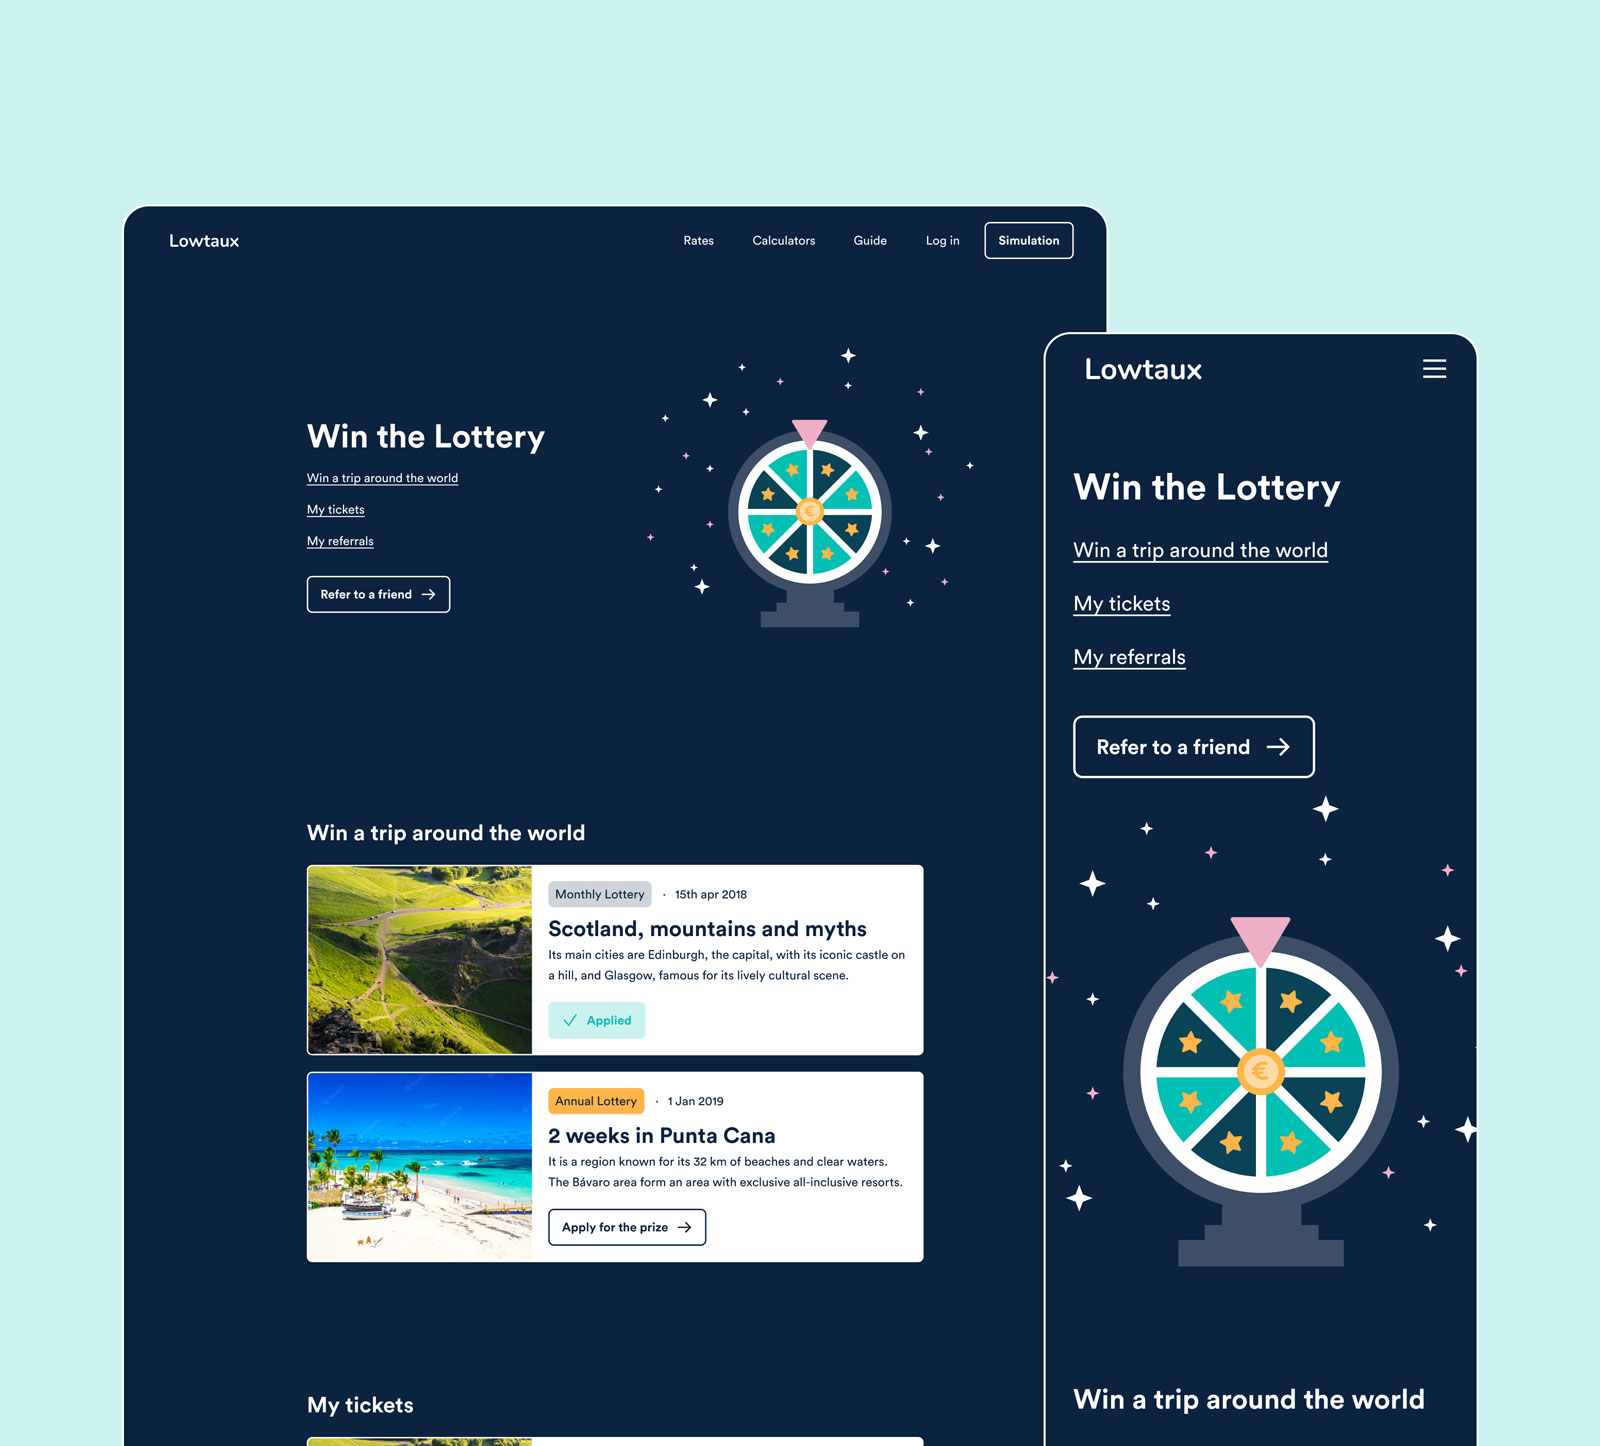 Lowtaux
Rates
Calculators
Guide
Log in
Simulation
Win the Lottery
Win a trip around the world
My tickets
My referrals
Refer to a friend
€
Win a trip around the world
Monthly Lottery · 15th apr 2018
Scotland, mountains and myths
Its main cities are Edinburgh, the capital, with its iconic castle on
a hill, and Glasgow, famous for its lively cultural scene.
Applied
Annual Lottery · 1 Jan 2019
2 weeks in Punta Cana
It is a region known for its 32 km of beaches and clear waters.
The Bávaro area form an area with exclusive all-inclusive resorts.
Apply for the prize
My tickets
Lowtaux
Win the Lottery
Win a trip around the world
My tickets
My referrals
Refer to a friend
€
Win a trip around the world